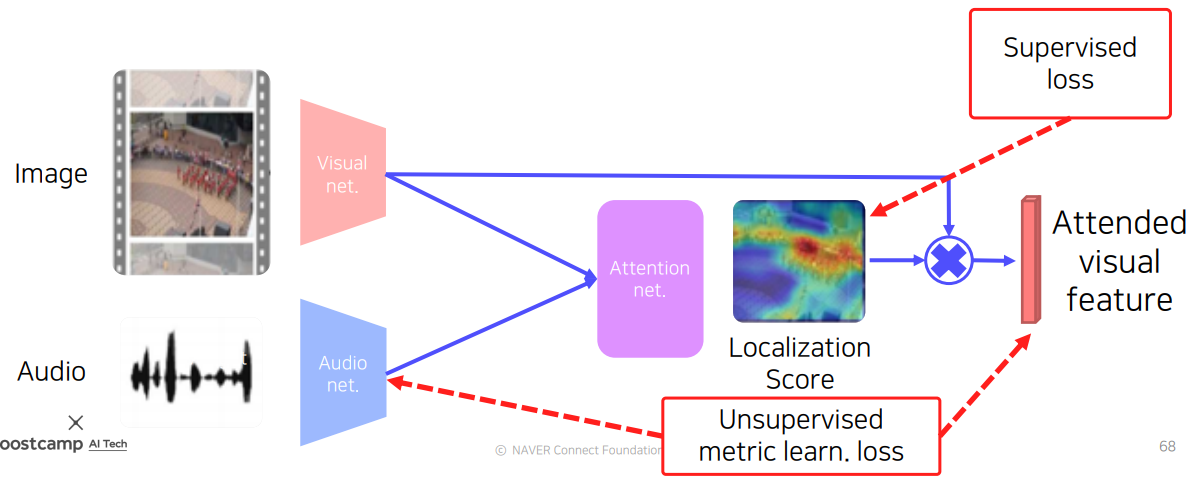 Supervised
loss
Image
Visual
net.
Attention
net.
Attended
visual
feature
Localization
Score
Audio
Audio
net.
Unsupervised
metric learn. loss
oostcamp AI Tech
© NAVER Connect Foundation
68